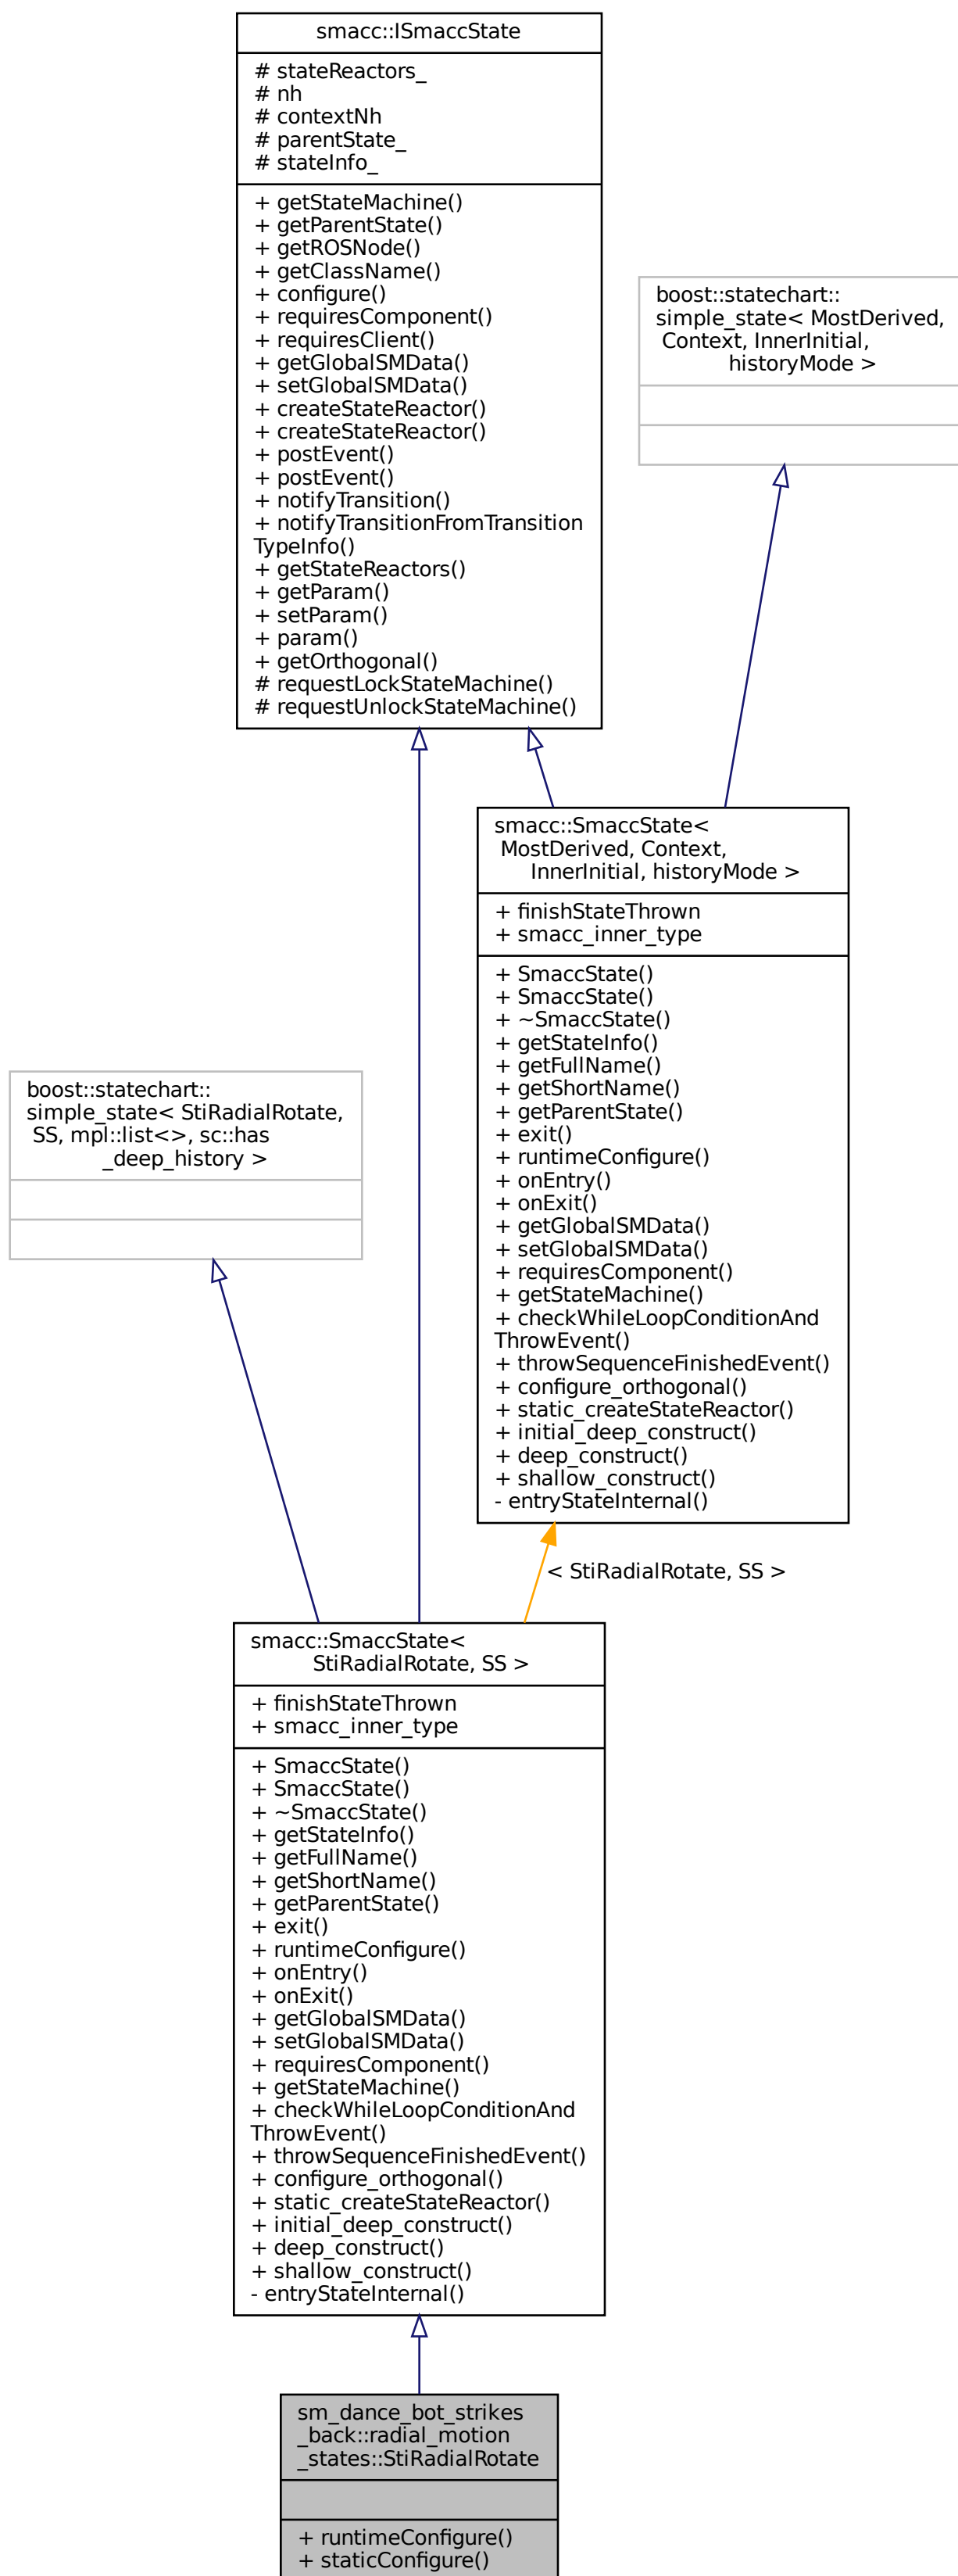 smacc::ISmaccState
# stateReactors_
# nh
# contextNh
# parentState_
# stateInfo_
+ getStateMachine()
+ getParentState()
+ getROSNode()
+ getClassName()
+ configure()
+ requiresComponent()
+ requiresClient()
+ getGlobalSMData()
+ setGlobalSMData()
+ createStateReactor()
+ createStateReactor()
+ postEvent()
+ postEvent()
+ notifyTransition()
+ notifyTransitionFromTransition
TypeInfo()
+ getStateReactors()
+ getParam()
+ setParam()
+ param()
+ getOrthogonal()
# requestLockStateMachine()
# requestUnlockStateMachine()
boost::statechart::
simple_state< MostDerived,
Context, InnerInitial,
historyMode >
smacc::SmaccState<
MostDerived, Context,
InnerInitial, historyMode >
+ finishStateThrown
+ smacc_inner_type
+ SmaccState()
+ SmaccState()
+ ~SmaccState()
+ getStateInfo()
+ getFullName()
+ getShortName()
+ getParentState()
+ exit()
+ runtimeConfigure()
+ onEntry()
+ onExit()
+ getGlobalSMData()
+ setGlobalSMData()
+ requiresComponent()
+ getStateMachine()
+ checkWhileLoopConditionAnd
ThrowEvent()
+ throwSequenceFinishedEvent()
+ configure_orthogonal()
+ static_createStateReactor()
+ initial_deep_construct()
+ deep_construct()
+ shallow_construct()
- entryStateInternal()
boost::statechart::
simple_state< StiRadialRotate,
SS, mpl::list<>, sc::has
_deep_history >
< StiRadialRotate, SS >
smacc::SmaccState<
StiRadialRotate, SS >
+ finishStateThrown
+ smacc_inner_type
+ SmaccState()
+ SmaccState()
+ ~SmaccState()
+ getStateInfo()
+ getFullName()
+ getShortName()
+ getParentState()
+ exit()
+ runtimeConfigure()
+ onEntry()
+ onExit()
+ getGlobalSMData()
+ setGlobalSMData()
+ requiresComponent()
+ getStateMachine()
+ checkWhileLoopConditionAnd
ThrowEvent()
+ throwSequenceFinishedEvent()
+ configure_orthogonal()
+ static_createStateReactor()
+ initial_deep_construct()
+ deep_construct()
+ shallow_construct()
- entryStateInternal()
sm_dance_bot_strikes
_back::radial_motion
_states::StiRadialRotate
+ runtimeConfigure()
+ staticConfigure()